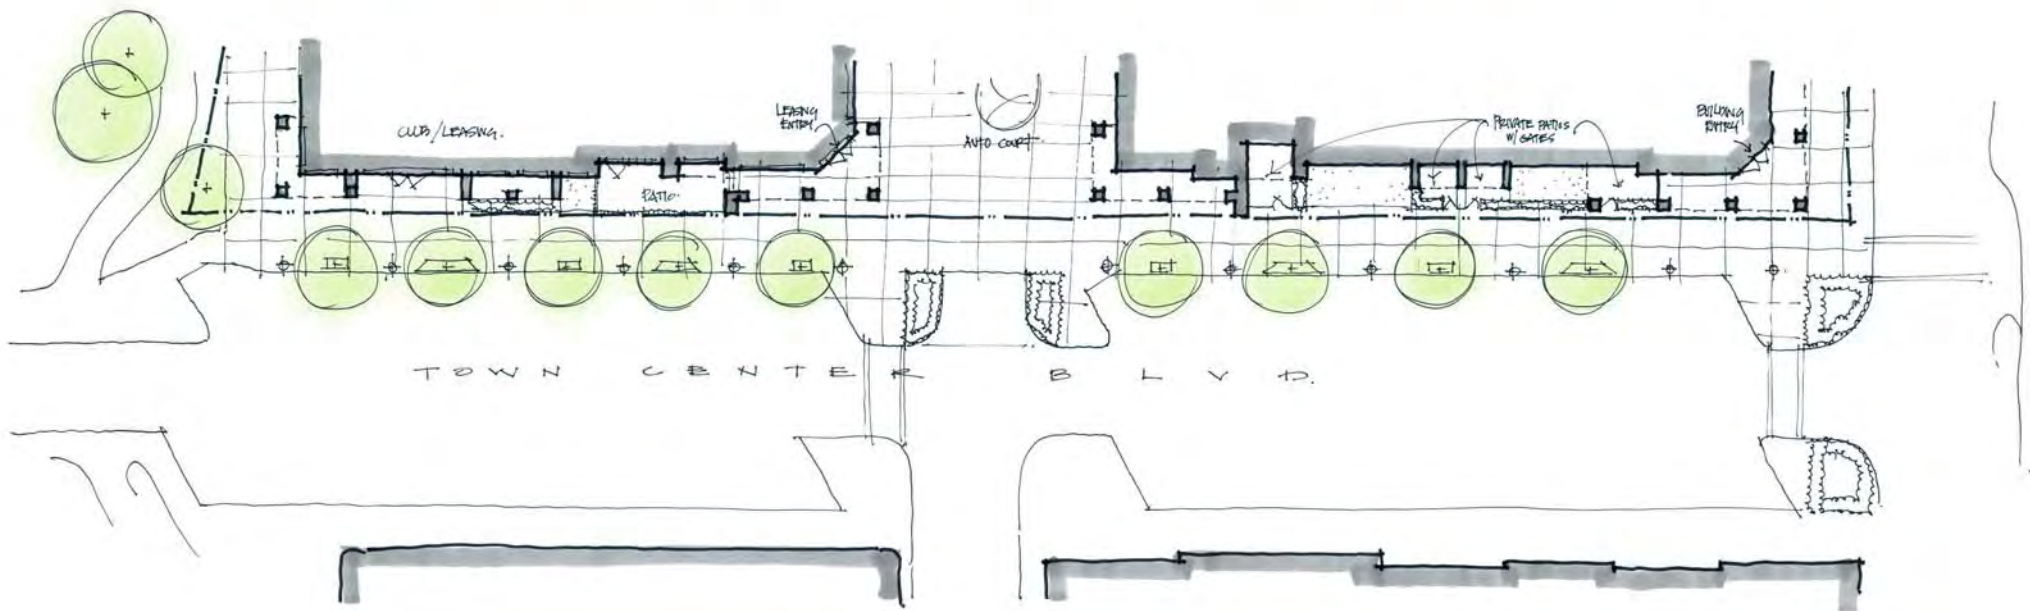 CLUB/LEASING.
LEASING
ENTRY
AUTO COURT
PRIVATE PATIOS
W/ GATES
BUILDING
ENTRY
PATIO
TOWN CENTER BLVD.